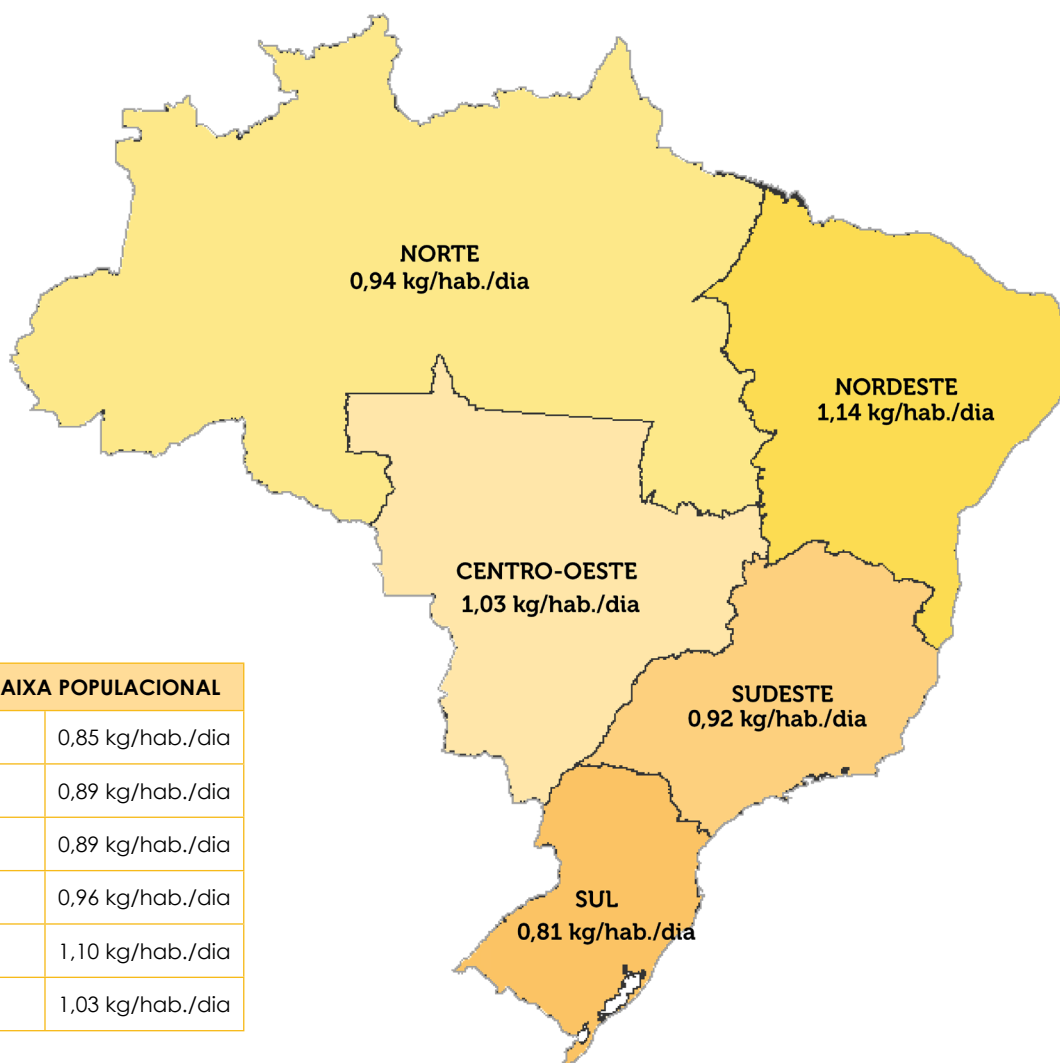 NORTE
0,94 kg/hab./dia
NORDESTE
1,14 kg/hab./dia
CENTRO-OESTE
1,03 kg/hab./dia
SUDESTE
0,92 kg/hab./dia
SUL
0,81 kg/hab./dia
AIXA POPULACIONAL
0,85 kg/hab./dia
0,89 kg/hab./dia
0,89 kg/hab./dia
0,96 kg/hab./dia
1,10 kg/hab./dia
1,03 kg/hab./dia